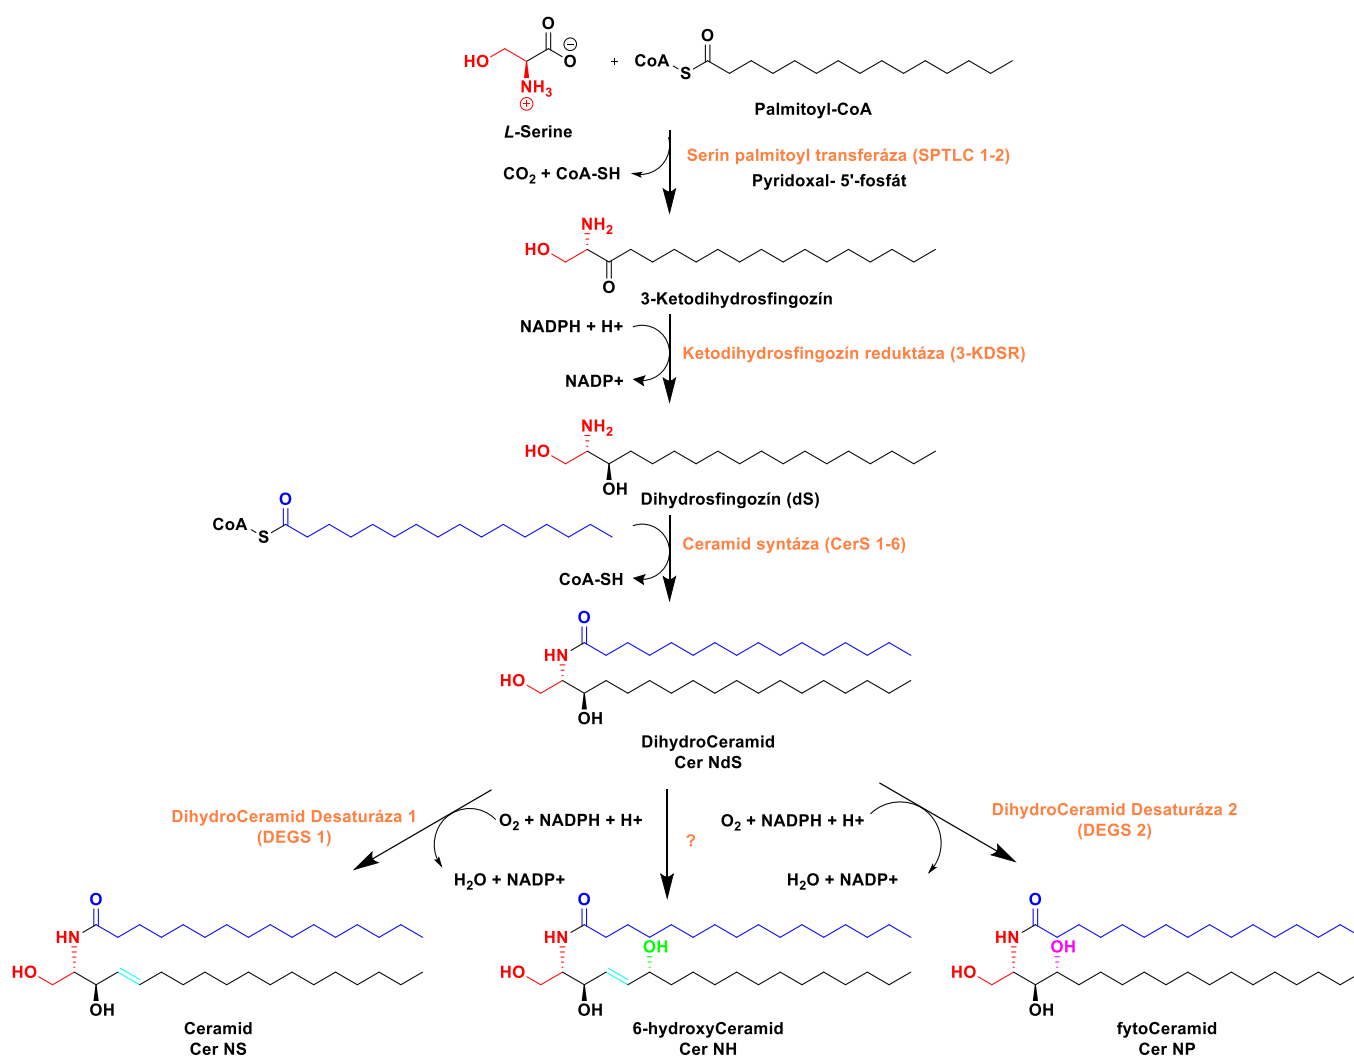 HO
O
O
⊖
NH3
⊕
L-Serine
+
CoA
S
O
Palmitoyl-CoA
CO2 + CoA-SH
Serin palmitoyl transferáza (SPTLC 1-2)
Pyridoxal- 5'-fosfát
NH2
HO
O
3-Ketodihydrosfingozín
NADPH + H+
Ketodihydrosfingozín reduktáza (3-KDSR)
NADP+
NH2
HO
OH
Dihydrosfingozín (dS)
O
CoA
S
Ceramid syntáza (CerS 1-6)
CoA-SH
O
HN
HO
OH
DihydroCeramid
Cer NdS
DihydroCeramid Desaturáza 1
(DEGS 1)
O2 + NADPH + H+
H2O + NADP+
?
O2 + NADPH + H+
H2O + NADP+
DihydroCeramid Desaturáza 2
(DEGS 2)
O
HN
HO
OH
Ceramid
Cer NS
O
HN
OH
HO
OH
6-hydroxyCeramid
Cer NH
O
HN
OH
HO
OH
fytoCeramid
Cer NP